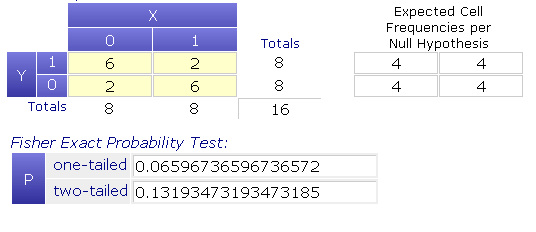 X
Expected Cell
Frequencies per
Null Hypothesis
0 1 Totals
Y 1 6 2 8 4 4
0 2 6 8 4 4
Totals 8 8 16
Fisher Exact Probability Test:
P one-tailed 0.06596736596736572
two-tailed 0.13193473193473185